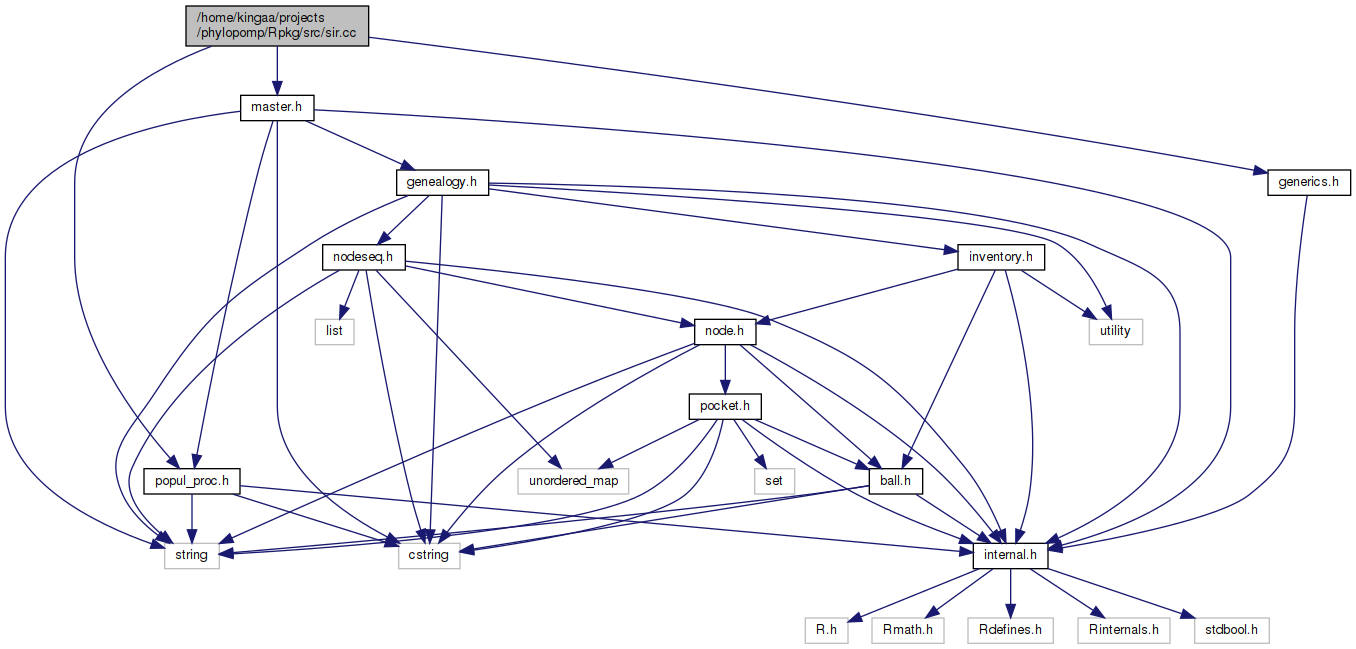 /home/kingaa/projects
/phylopomp/Rpkg/src/sir.cc
master.h
genealogy.h
generics.h
nodeseq.h
inventory.h
list
node.h
utility
pocket.h
popul_proc.h
unordered_map
set
ball.h
string
cstring
internal.h
R.h
Rmath.h
Rdefines.h
Rinternals.h
stdbool.h